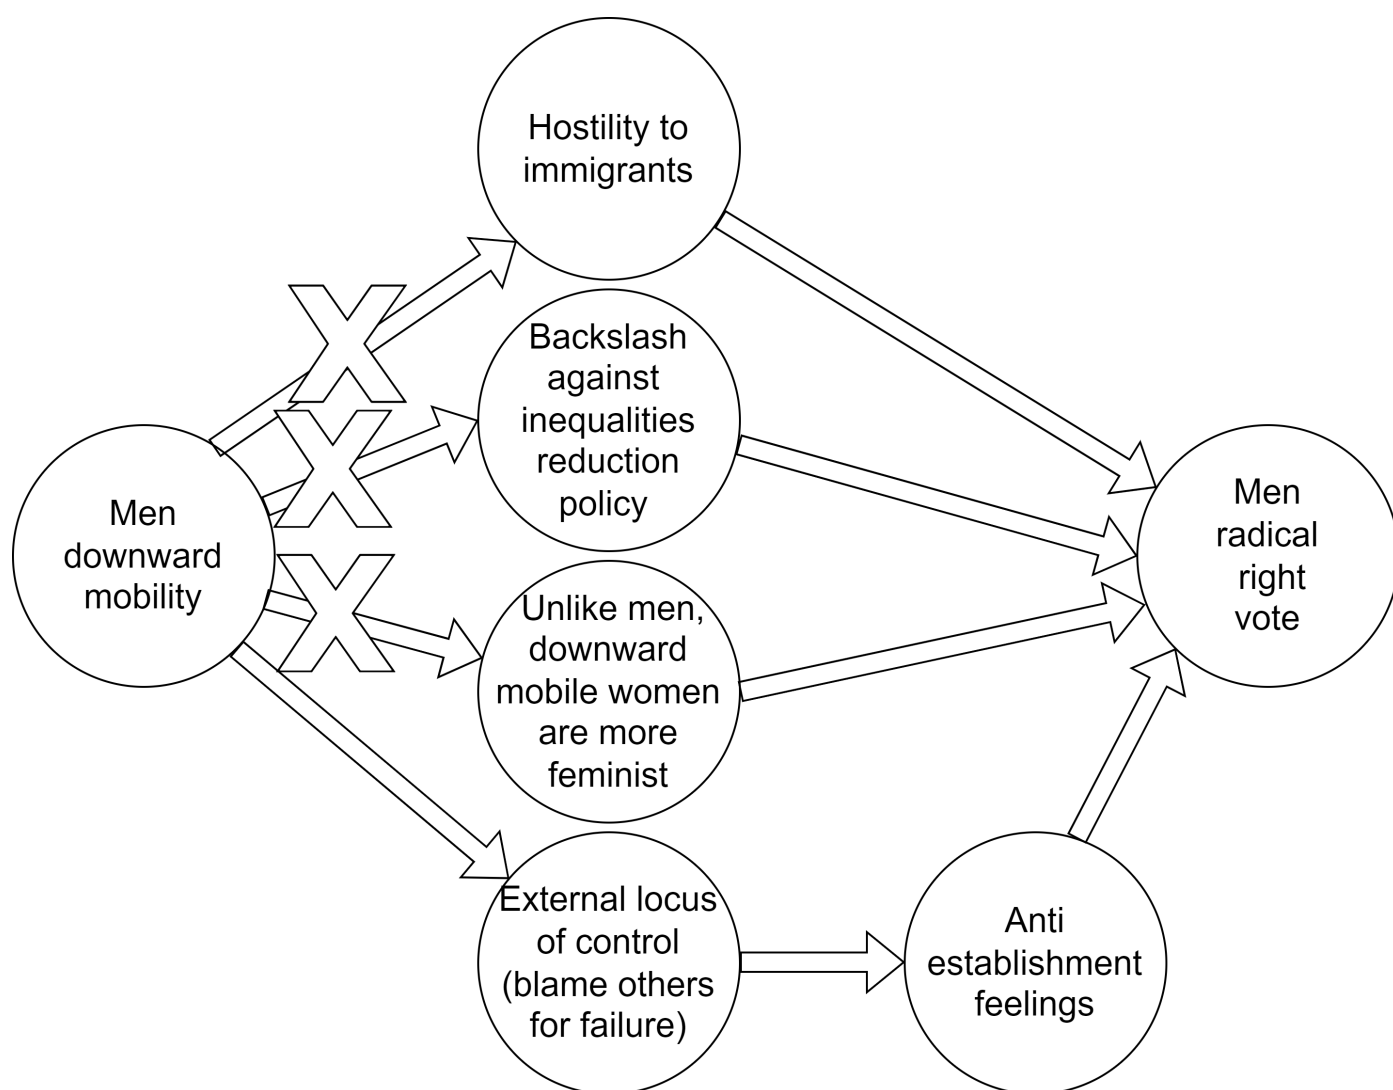 Hostility to
immigrants
X
Backslash
against
inequalities
reduction
policy
X
Men
downward
mobility
X
Unlike men,
downward
mobile women
are more
feminist
Men
radical
right
vote
External locus
of control
(blame others
for failure)
Anti
establishment
feelings